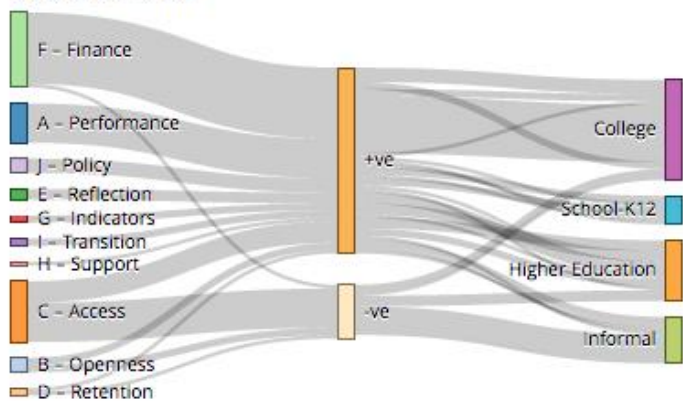 F – Finance
A – Performance
J – Policy
E – Reflection
G – Indicators
I – Transition
H – Support
C – Access
B – Openness
D – Retention
+ve
-ve
College
School-K12
Higher Education
Informal